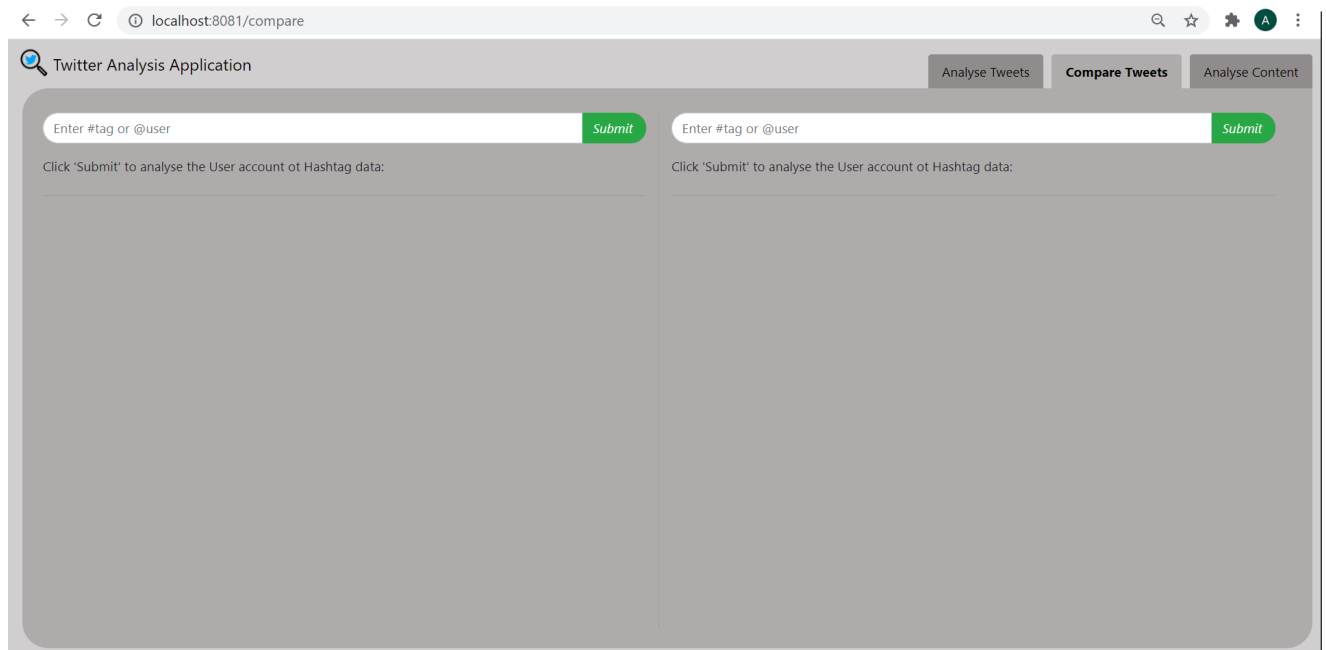 localhost:8081/compare
A
Twitter Analysis Application
Analyse Tweets
Compare Tweets
Analyse Content
Enter #tag or @user
Submit
Click 'Submit' to analyse the User account ot Hashtag data:
Enter #tag or @user
Submit
Click 'Submit' to analyse the User account ot Hashtag data: